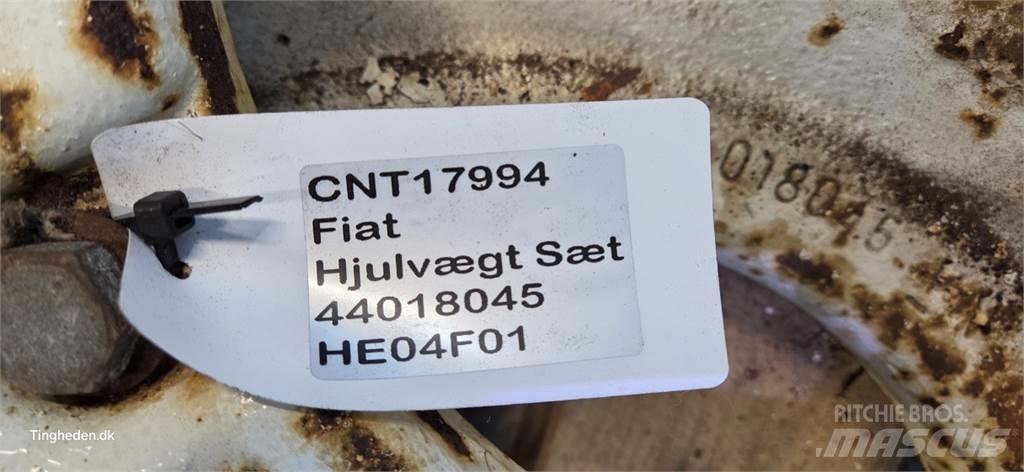 CNT17994
Fiat
Hjulvægt Sæt
44018045
HE04F01
018045
Tingheden.dk
RITCHIE BROS.
MASCUS